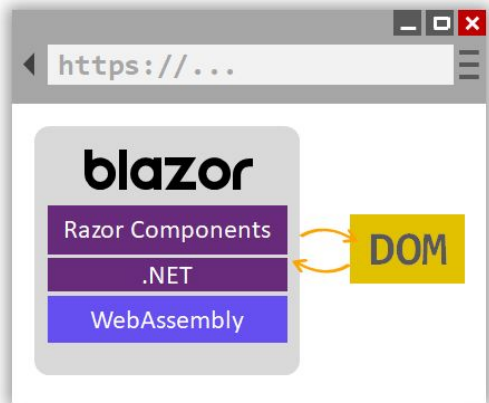 https://...
blazor
Razor Components
.NET
WebAssembly
DOM